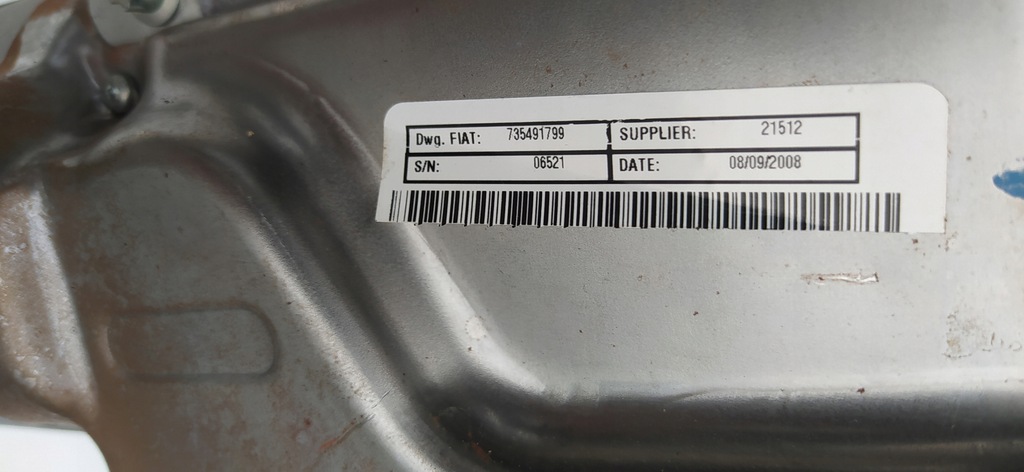 Dwg. FIAT: 735491799 SUPPLIER: 21512
S/N: 06521 DATE: 08/09/2008